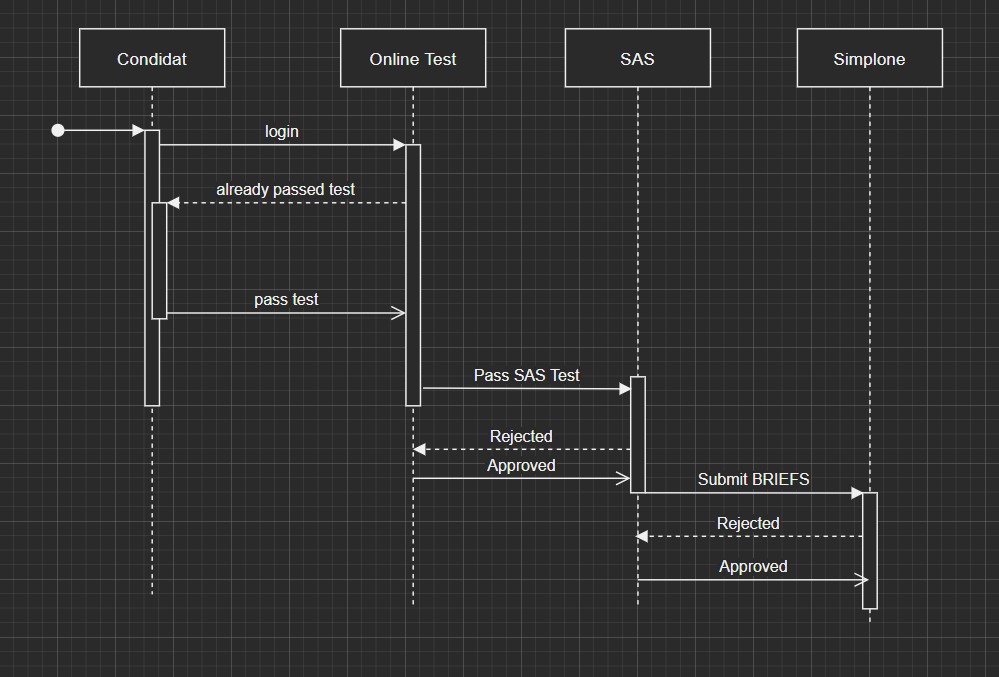 Condidat
Online Test
SAS
Simplone
login
already passed test
pass test
Pass SAS Test
Rejected
Approved
Submit BRIEFS
Rejected
Approved